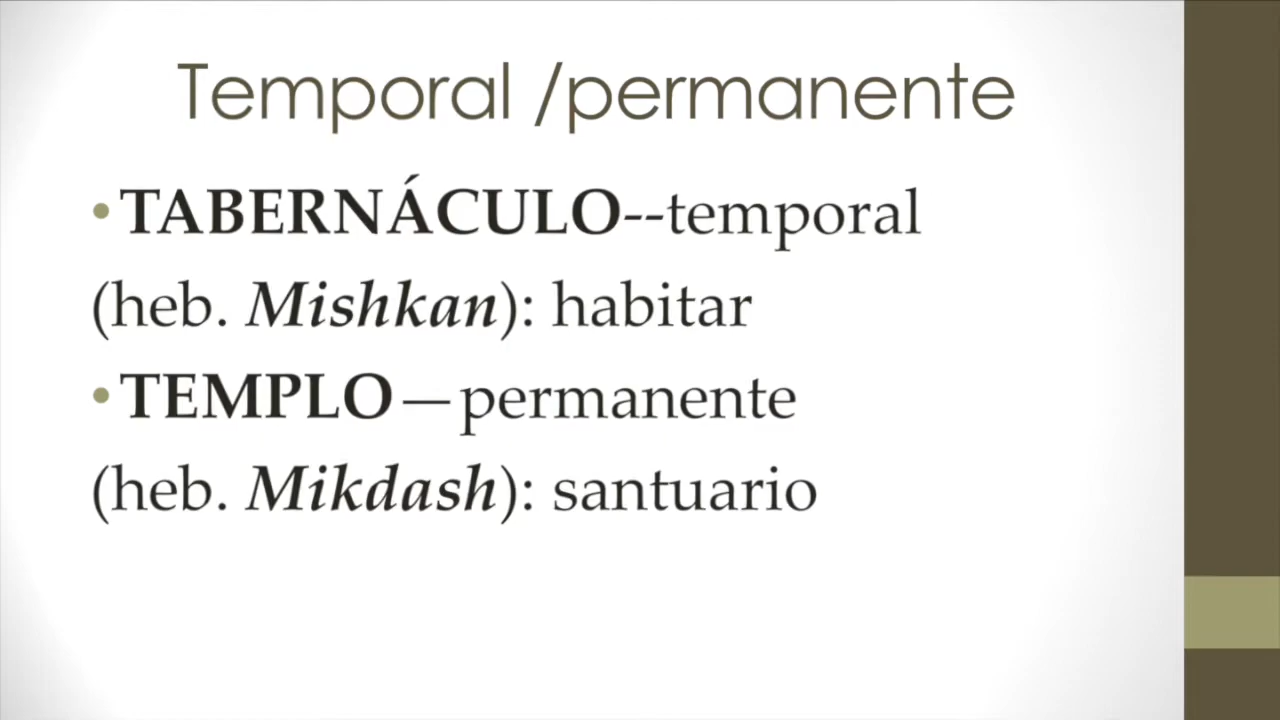 Temporal /permanente
•TABERNÁCULO--temporal
(heb. Mishkan): habitar
•TEMPLO—permanente
(heb. Mikdash): santuario